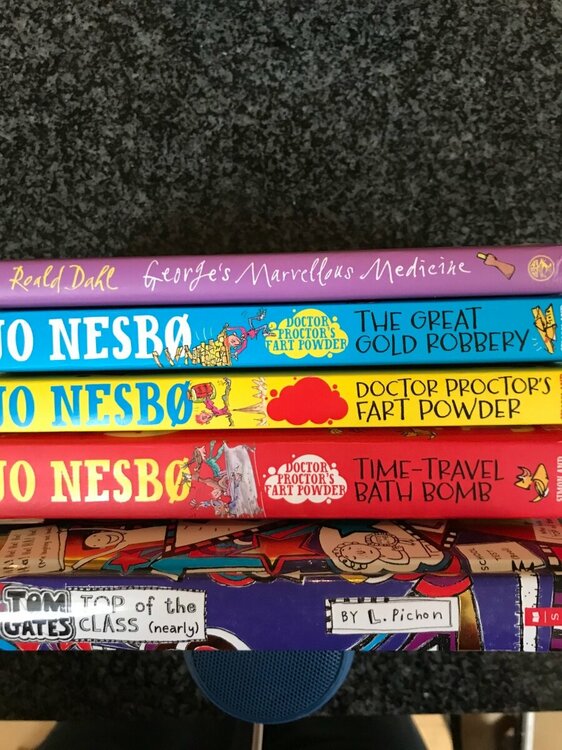 Roald Dahl George's Marvellous Medicine
JO NESBØ
DOCTOR
PROCTOR'S
FART POWDER
THE GREAT
GOLD ROBBERY
JO NESBØ
DOCTOR PROCTOR'S
FART POWDER
JO NESBØ
DOCTOR
PROCTOR'S
FART POWDER
TIME-TRAVEL
BATH BOMB
TOM
GATES
TOP of the
CLASS (nearly)
BY L. Pichon
S